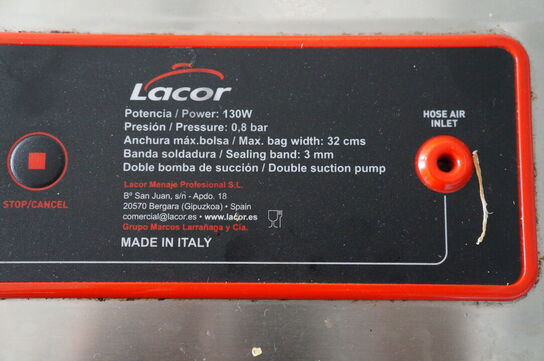 Lacor
Potencia / Power: 130W
Presión / Pressure: 0,8 bar
Anchura máx.bolsa / Max. bag width: 32 cms
Banda soldadura / Sealing band: 3 mm
Doble bomba de succión / Double suction pump
Lacor Menaje Profesional S.L.
Bº San Juan, s/n - Apdo. 18
20570 Bergara (Gipuzkoa) • Spain
comercial@lacor.es • www.lacor.es
Grupo Marcos Larrañaga y Cia.
MADE IN ITALY
STOP/CANCEL
HOSE AIR
INLET